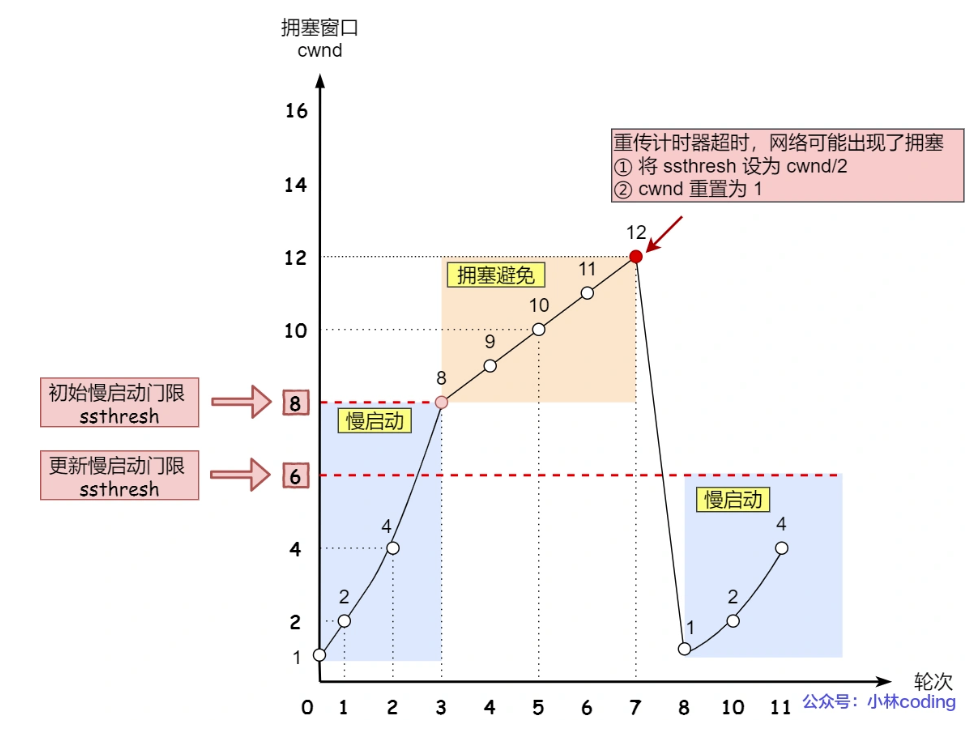 拥塞窗口
cwnd
16
14
12
10
8
6
4
2
1
初始慢启动门限
ssthresh
更新慢启动门限
ssthresh
重传计时器超时，网络可能出现了拥塞
① 将 ssthresh 设为 cwnd/2
② cwnd 重置为 1
拥塞避免
慢启动
慢启动
2
4
8
9
10
11
12
1
2
4
0 1 2 3 4 5 6 7 8 10 11
轮次
公众号：小林coding